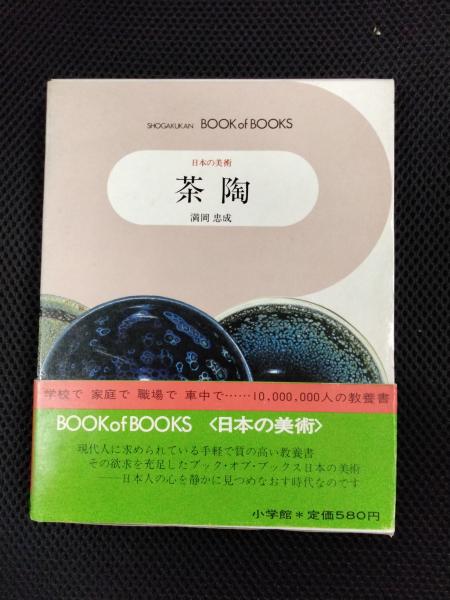 SHOGAKUKAN BOOK of BOOKS
日本の美術
茶陶
満岡 忠成
学校で 家庭で 職場で 車中で……10,000,000人の教養書
BOOK of BOOKS 〈日本の美術〉
現代人に求められている手軽で質の高い教養書
その欲求を充足したブック・オブ・ブックス日本の美術
——日本人の心を静かに見つめなおす時代なのです
小学館＊定価580円